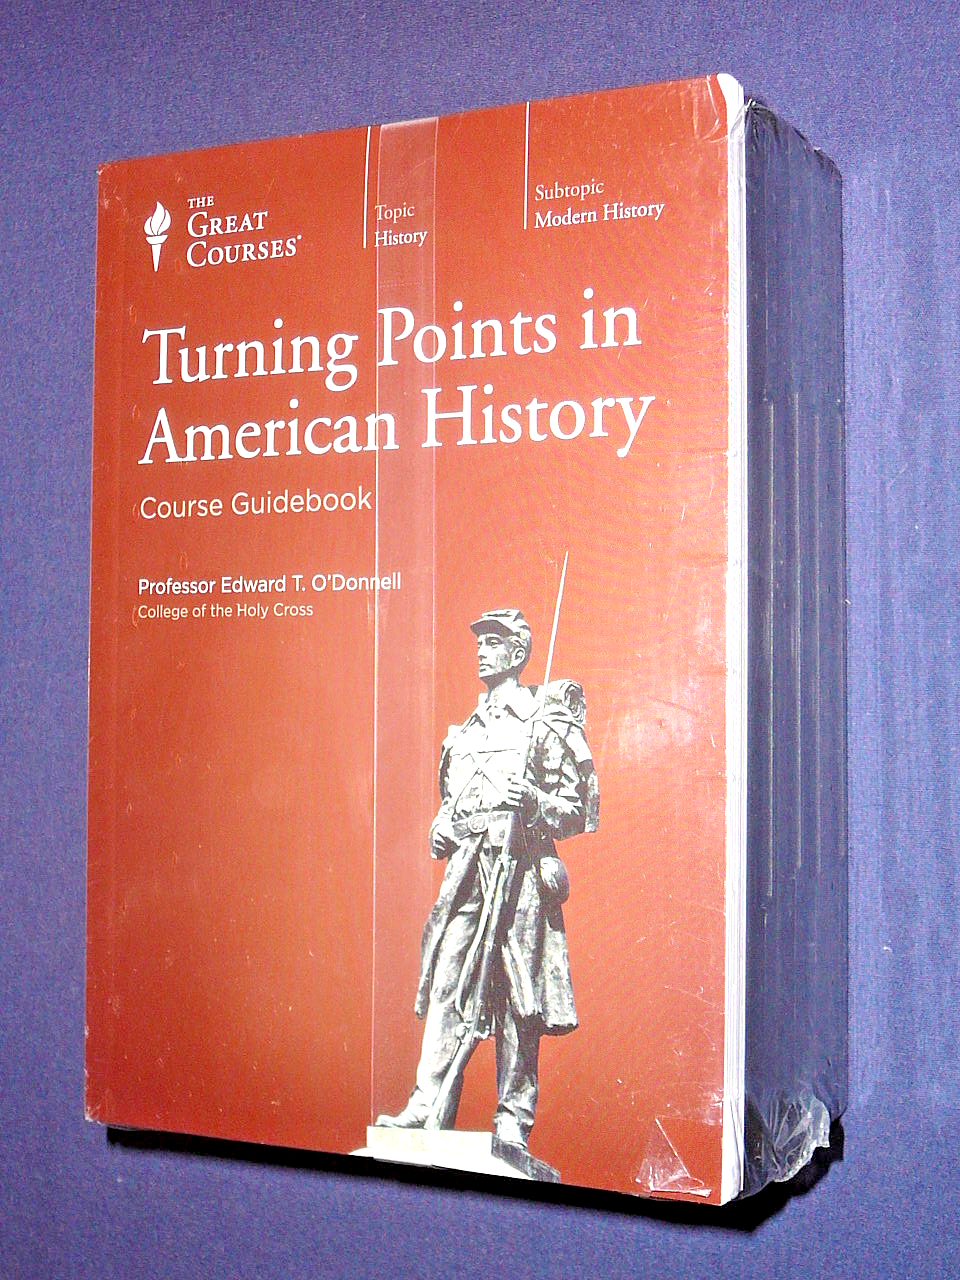 THE
GREAT
COURSES®
Topic
History
Subtopic
Modern History
Turning Points in
American History
Course Guidebook
Professor Edward T. O'Donnell
College of the Holy Cross